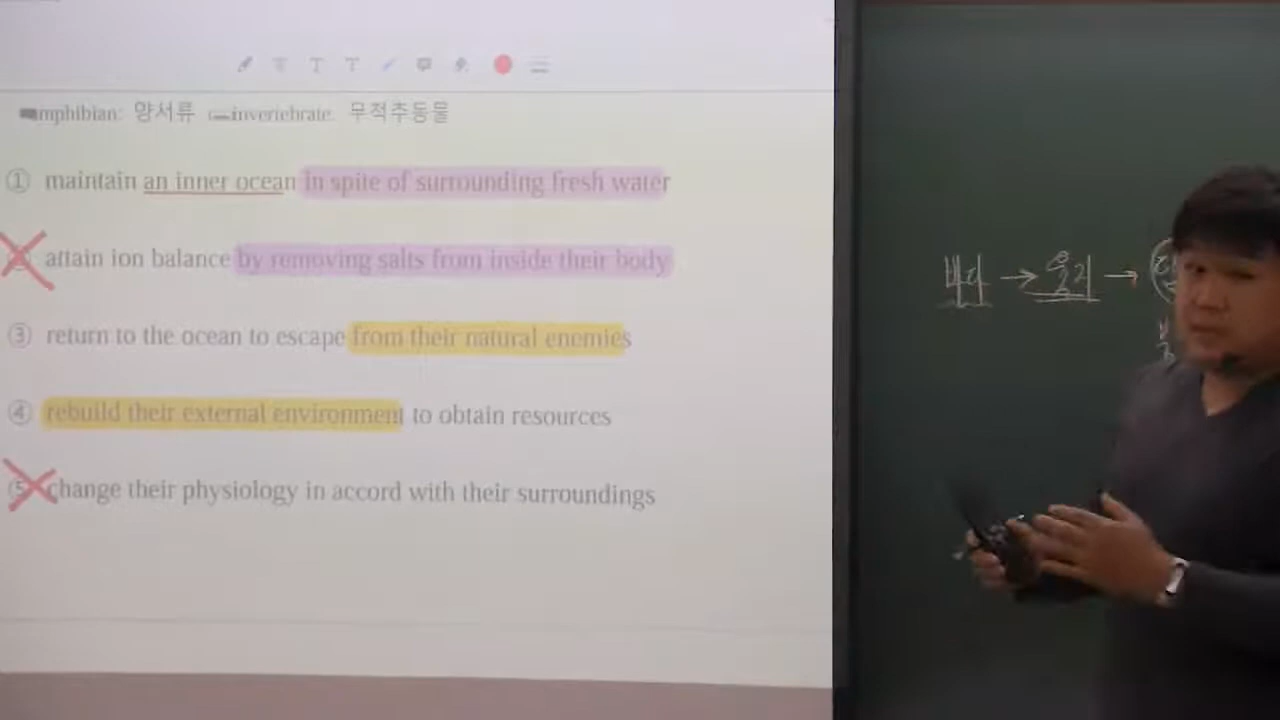 mphibian: 양서류 invertebrate. 무척추동물
① maintain an inner ocean in spite of surrounding fresh water
attain ion balance by removing salts from inside their body
③ return to the ocean to escape from their natural enemies
④ rebuild their external environment to obtain resources
⑤ change their physiology in accord with their surroundings
바다 → 육지 →